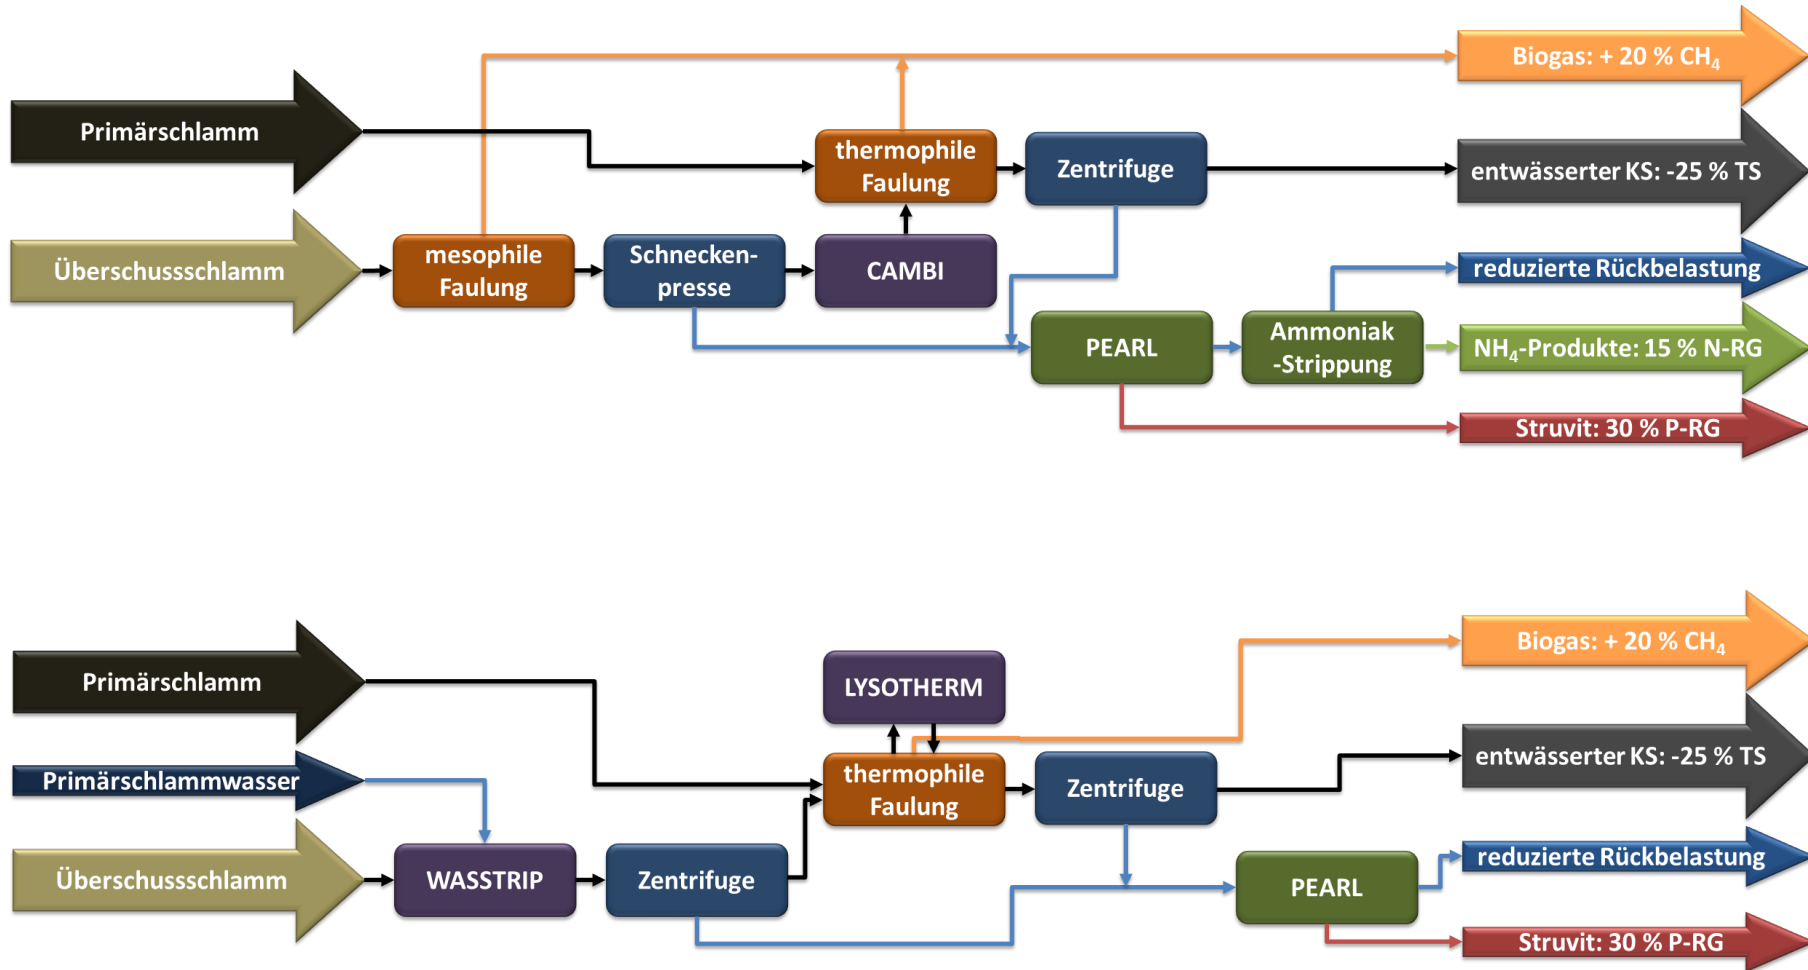 Biogas: + 20 % CH₄
Primärschlamm
thermophile
Faulung
Zentrifuge
entwässerter KS: -25 % TS
Überschussschlamm
mesophile
Faulung
Schnecken-
presse
CAMBI
reduzierte Rückbelastung
PEARL
Ammoniak
-Strippung
NH₄-Produkte: 15 % N-RG
Struvit: 30 % P-RG
Biogas: + 20 % CH₄
Primärschlamm
LYSOTHERM
Primärschlammwasser
thermophile
Faulung
Zentrifuge
entwässerter KS: -25 % TS
Überschussschlamm
WASSTRIP
Zentrifuge
PEARL
reduzierte Rückbelastung
Struvit: 30 % P-RG